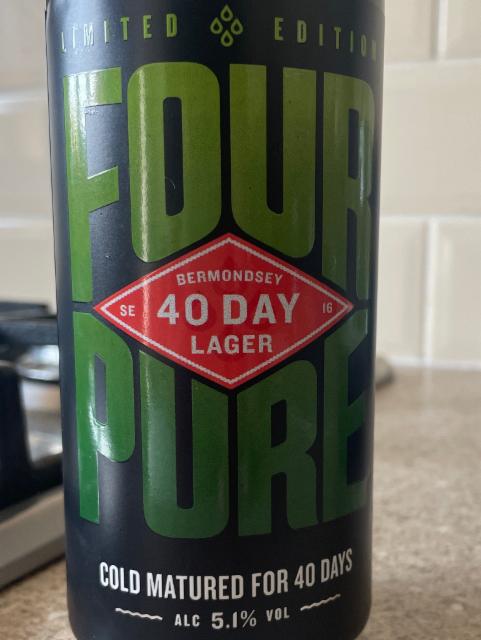 LIMITED EDITION
FOUR
BERMONDSEY
SE 40 DAY 16
LAGER
PURE
COLD MATURED FOR 40 DAYS
ALC 5.1% VOL